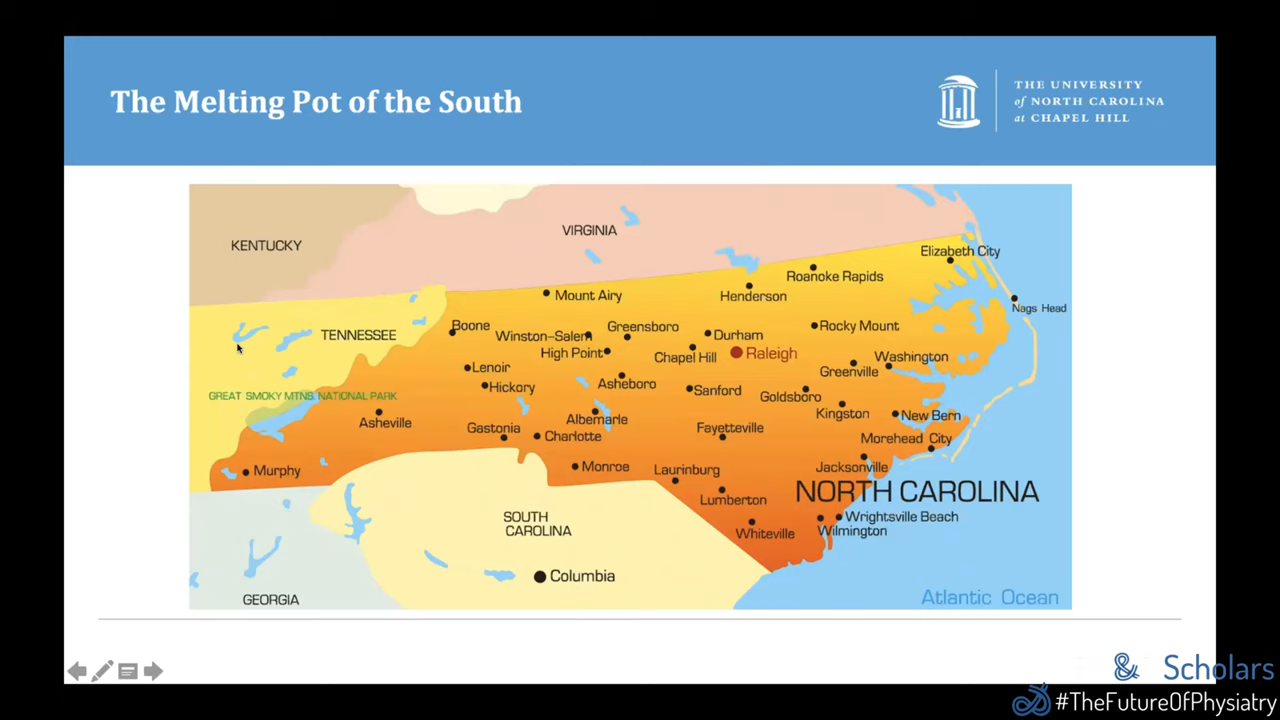 The Melting Pot of the South
THE UNIVERSITY
of NORTH CAROLINA
at CHAPEL HILL
KENTUCKY
VIRGINIA
Elizabeth City
Roanoke Rapids
Henderson
Mount Airy
Nags Head
TENNESSEE
Boone
Winston-Salem
Greensboro
Durham
Rocky Mount
High Point
Chapel Hill
Raleigh
Washington
Lenoir
Greenville
Hickory
Asheboro
Sanford
Goldsboro
GREAT SMOKY MTNS. NATIONAL PARK
Kingston
New Bern
Asheville
Albemarle
Gastonia
Charlotte
Fayetteville
Morehead City
Murphy
Monroe
Laurinburg
Jacksonville
NORTH CAROLINA
Lumberton
SOUTH
CAROLINA
Wrightsville Beach
Whiteville
Wilmington
Columbia
GEORGIA
Atlantic Ocean
& Scholars
#TheFutureOfPhysiatry